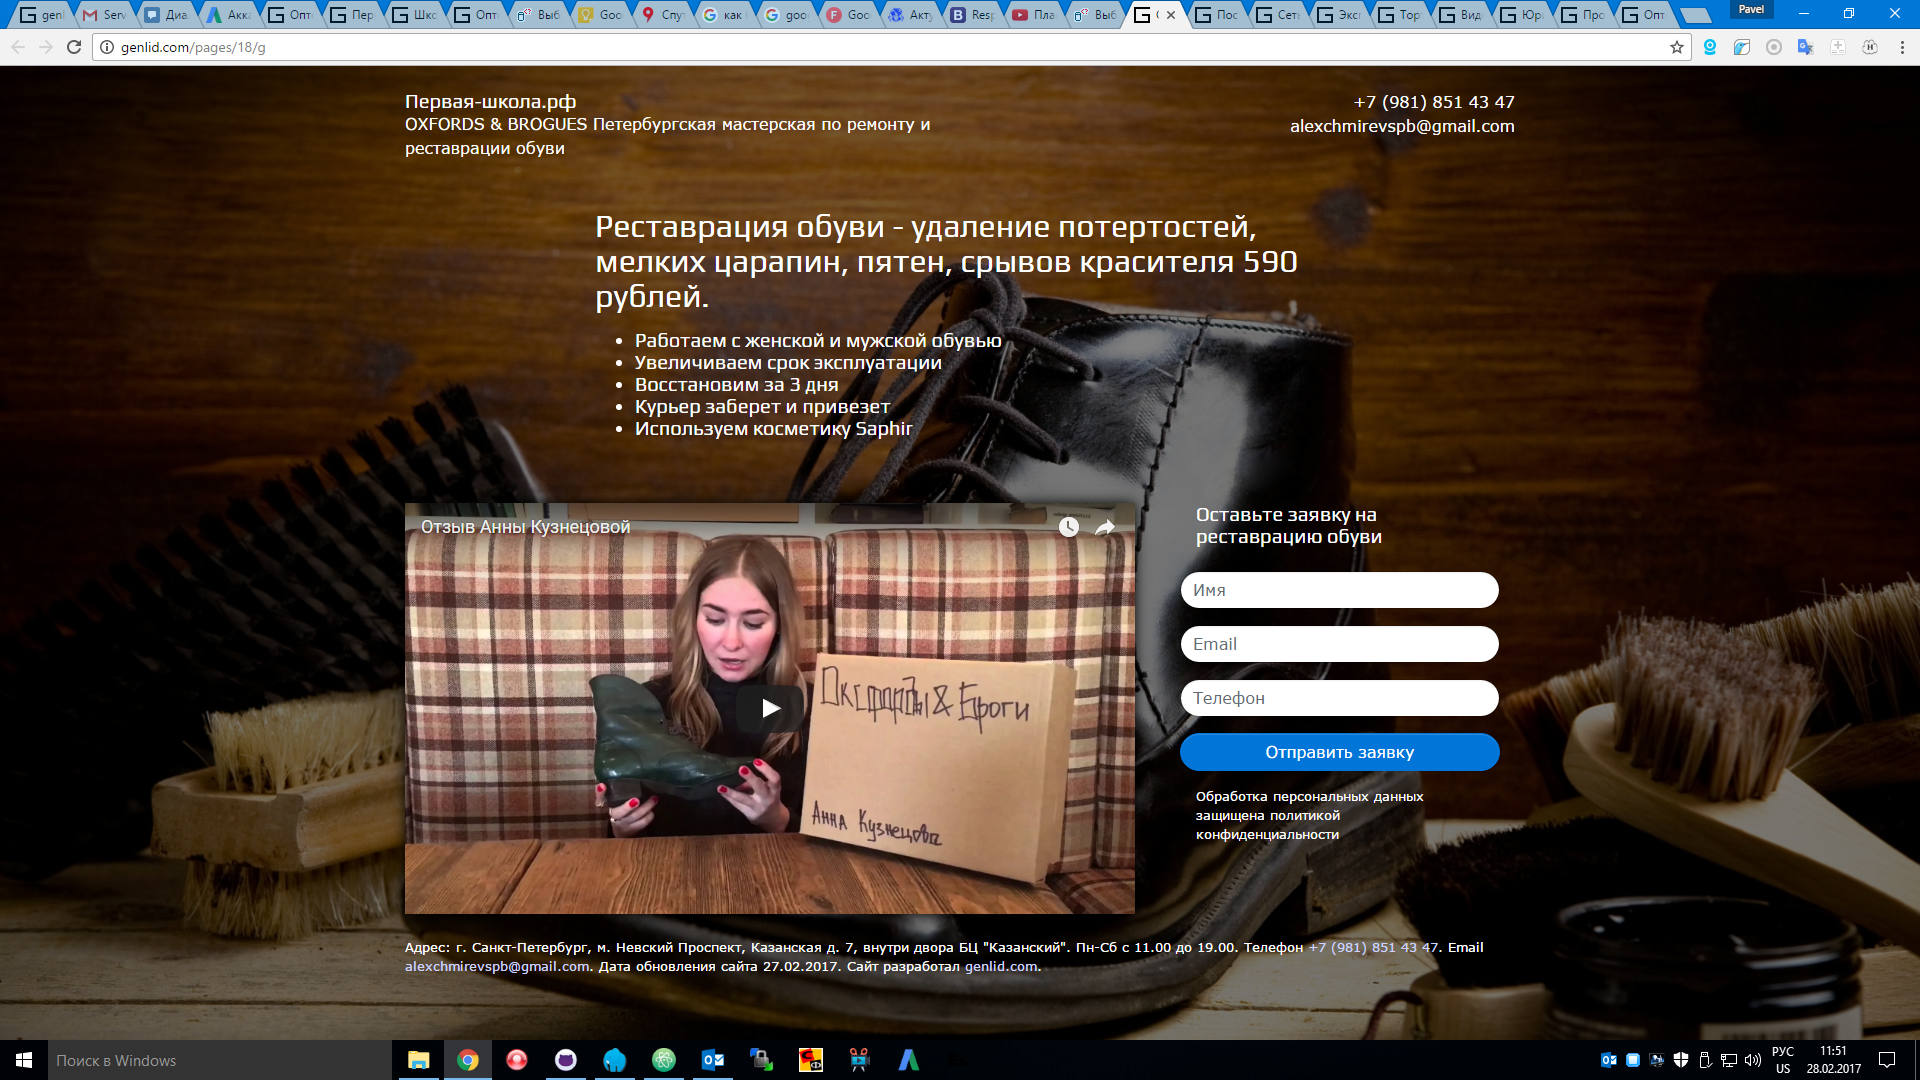 genl
Serv
Диа
Акка
Опт
Пер
Шко
Опт
Выб
Goo
Спу
как
goo
Goo
Акту
Resp
Пла
Выб
Пос
Сет
Эксп
Тор
Вид
Юр
Про
Опт
Pavel
genlid.com/pages/18/g
Первая-школа.рф
OXFORDS & BROGUES Петербургская мастерская по ремонту и
реставрации обуви
+7 (981) 851 43 47
alexchmirevspb@gmail.com
Реставрация обуви - удаление потертостей,
мелких царапин, пятен, срывов красителя 590
рублей.
Работаем с женской и мужской обувью
Увеличиваем срок эксплуатации
Восстановим за 3 дня
Курьер заберет и привезет
Используем косметику Saphir
Отзыв Анны Кузнецовой
Оксфорды & Броги
Анна Кузнецова
Оставьте заявку на
реставрацию обуви
Имя
Email
Телефон
Отправить заявку
Обработка персональных данных
защищена политикой
конфиденциальности
Адрес: г. Санкт-Петербург, м. Невский Проспект, Казанская д. 7, внутри двора БЦ "Казанский". Пн-Сб с 11.00 до 19.00. Телефон +7 (981) 851 43 47. Email
alexchmirevspb@gmail.com. Дата обновления сайта 27.02.2017. Сайт разработал genlid.com.
Поиск в Windows
РУС
US
11:51
28.02.2017